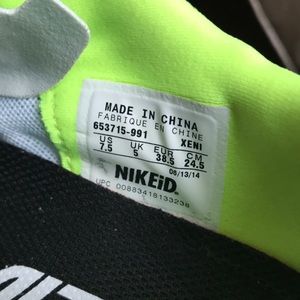 MADE IN CHINA
FABRIQUE EN CHINE
653715-991 XENI
US UK EUR CM
7.5 5 38.5 24.5
08/13/14
NIKEiD.
UPC 00883418133238